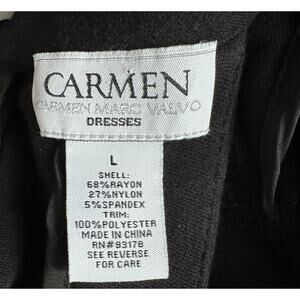 CARMEN
CARMEN MARC VALVO
DRESSES
L
SHELL:
68%RAYON
27%NYLON
5%SPANDEX
TRIM:
100%POLYESTER
MADE IN CHINA
RN#93178
SEE REVERSE
FOR CARE